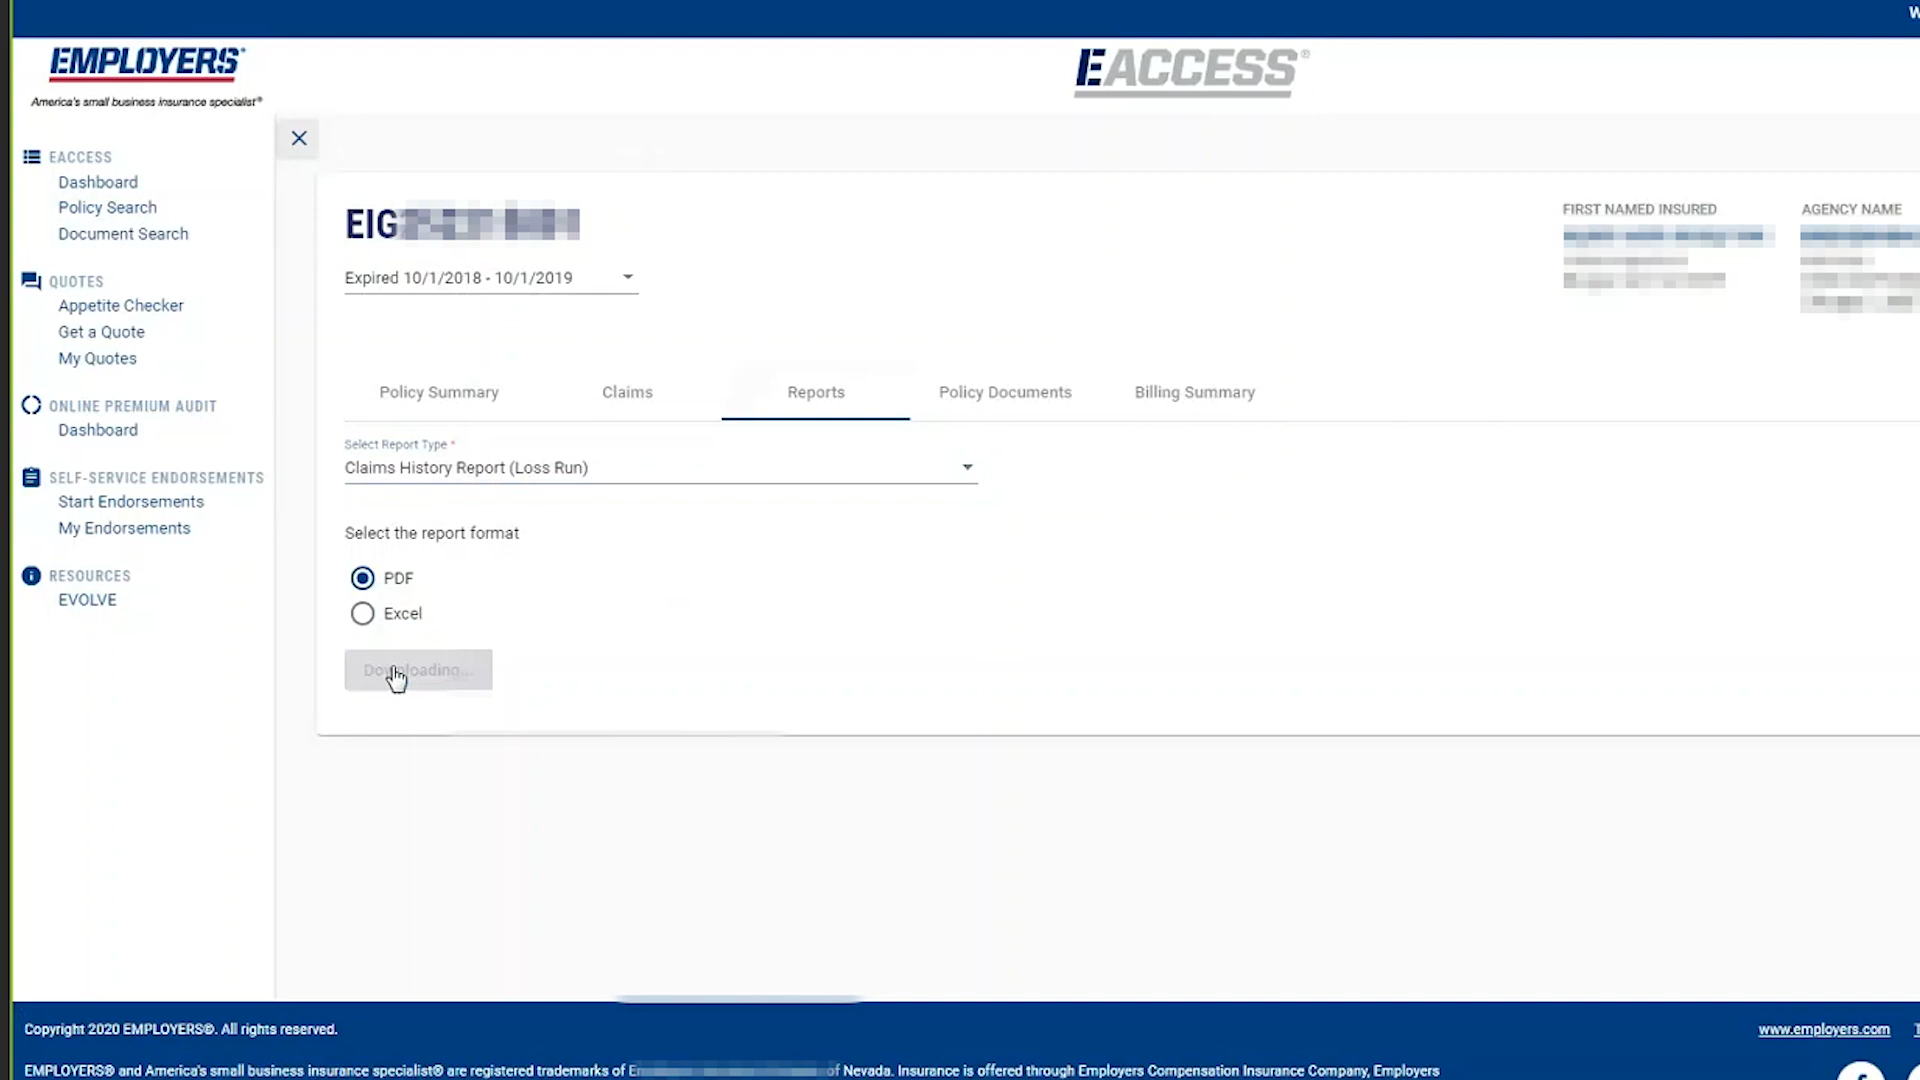 W
EMPLOYERS®
America's small business insurance specialist®
EACCESS®
EACCESS
Dashboard
Policy Search
Document Search
QUOTES
Appetite Checker
Get a Quote
My Quotes
ONLINE PREMIUM AUDIT
Dashboard
SELF-SERVICE ENDORSEMENTS
Start Endorsements
My Endorsements
RESOURCES
EVOLVE
EIG
Expired 10/1/2018 - 10/1/2019
FIRST NAMED INSURED
AGENCY NAME
Policy Summary
Claims
Reports
Policy Documents
Billing Summary
Select Report Type *
Claims History Report (Loss Run)
Select the report format
PDF
Excel
Downloading...
Copyright 2020 EMPLOYERS®. All rights reserved.
www.employers.com
EMPLOYERS® and America's small business insurance specialist® are registered trademarks of of Nevada. Insurance is offered through Employers Compensation Insurance Company, Employers